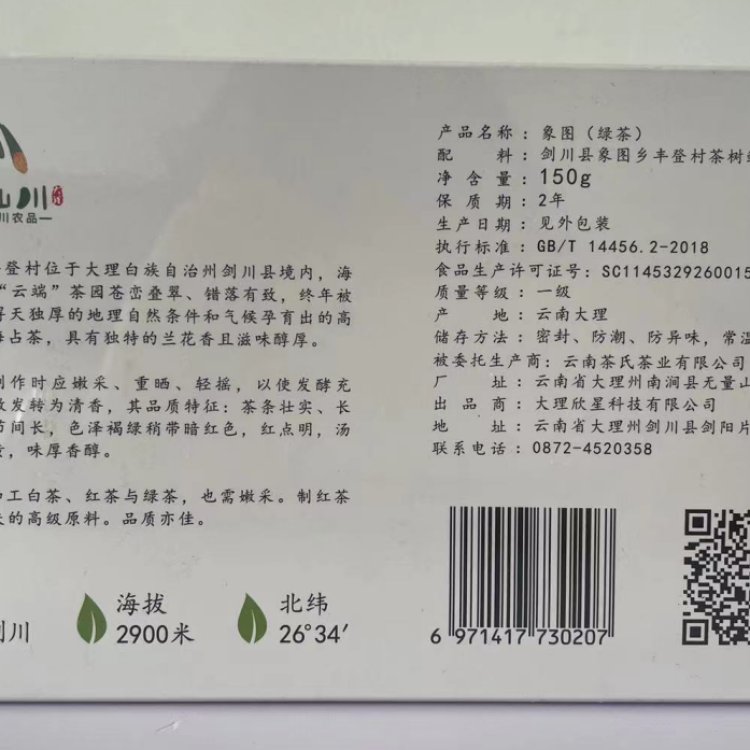 山川
川农品一
登村位于大理白族自治州剑川县境内，海
“云端”茶园苍峦叠翠、错落有致，终年被
天独厚的地理自然条件和气候孕育出的高
占茶，具有独特的兰花香且滋味醇厚。
制作时应嫩采、重晒、轻摇，以使发酵充
发转为清香，其品质特征：茶条壮实、长
节间长，色泽褐绿稍带暗红色，红点明，汤
，味厚香醇。
加工白茶、红茶与绿茶，也需嫩采。制红茶
的高级原料。品质亦佳。
川
海拔
2900米
北纬
26°34′
产品名称：象图（绿茶）
配 料：剑川县象图乡丰登村茶树
净含量：150g
保质期：2年
生产日期：见外包装
执行标准：GB/T 14456.2-2018
食品生产许可证号：SC1145329260015
质量等级：一级
产 地：云南大理
储存方法：密封、防潮、防异味，常温
被委托生产商：云南茶氏茶业有限公司
厂 址：云南省大理州南涧县无量山
出品商：大理欣星科技有限公司
地 址：云南省大理州剑川县剑阳片
联系电话：0872-4520358
6 971417 730207